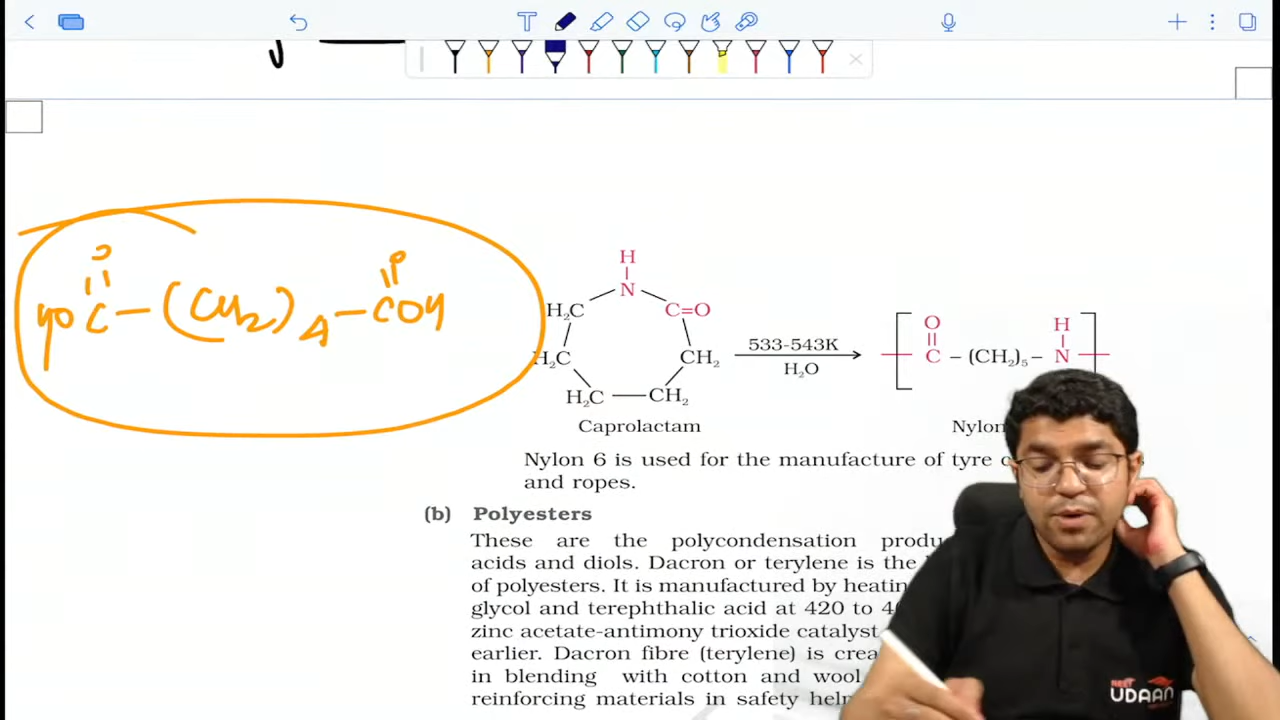 HO C — (CH2)4 — COH
O O
H
N
H₂C C=O
H₂C CH₂
H₂C — CH₂
Caprolactam
533-543K
H₂O
O H
C – (CH₂)₅ – N
Nylon
Nylon 6 is used for the manufacture of tyre c
and ropes.
(b) Polyesters
These are the polycondensation produ
acids and diols. Dacron or terylene is the
of polyesters. It is manufactured by heatin
glycol and terephthalic acid at 420 to 4
zinc acetate-antimony trioxide catalyst
earlier. Dacron fibre (terylene) is crea
in blending with cotton and wool
reinforcing materials in safety hel
NEET
UDAAN